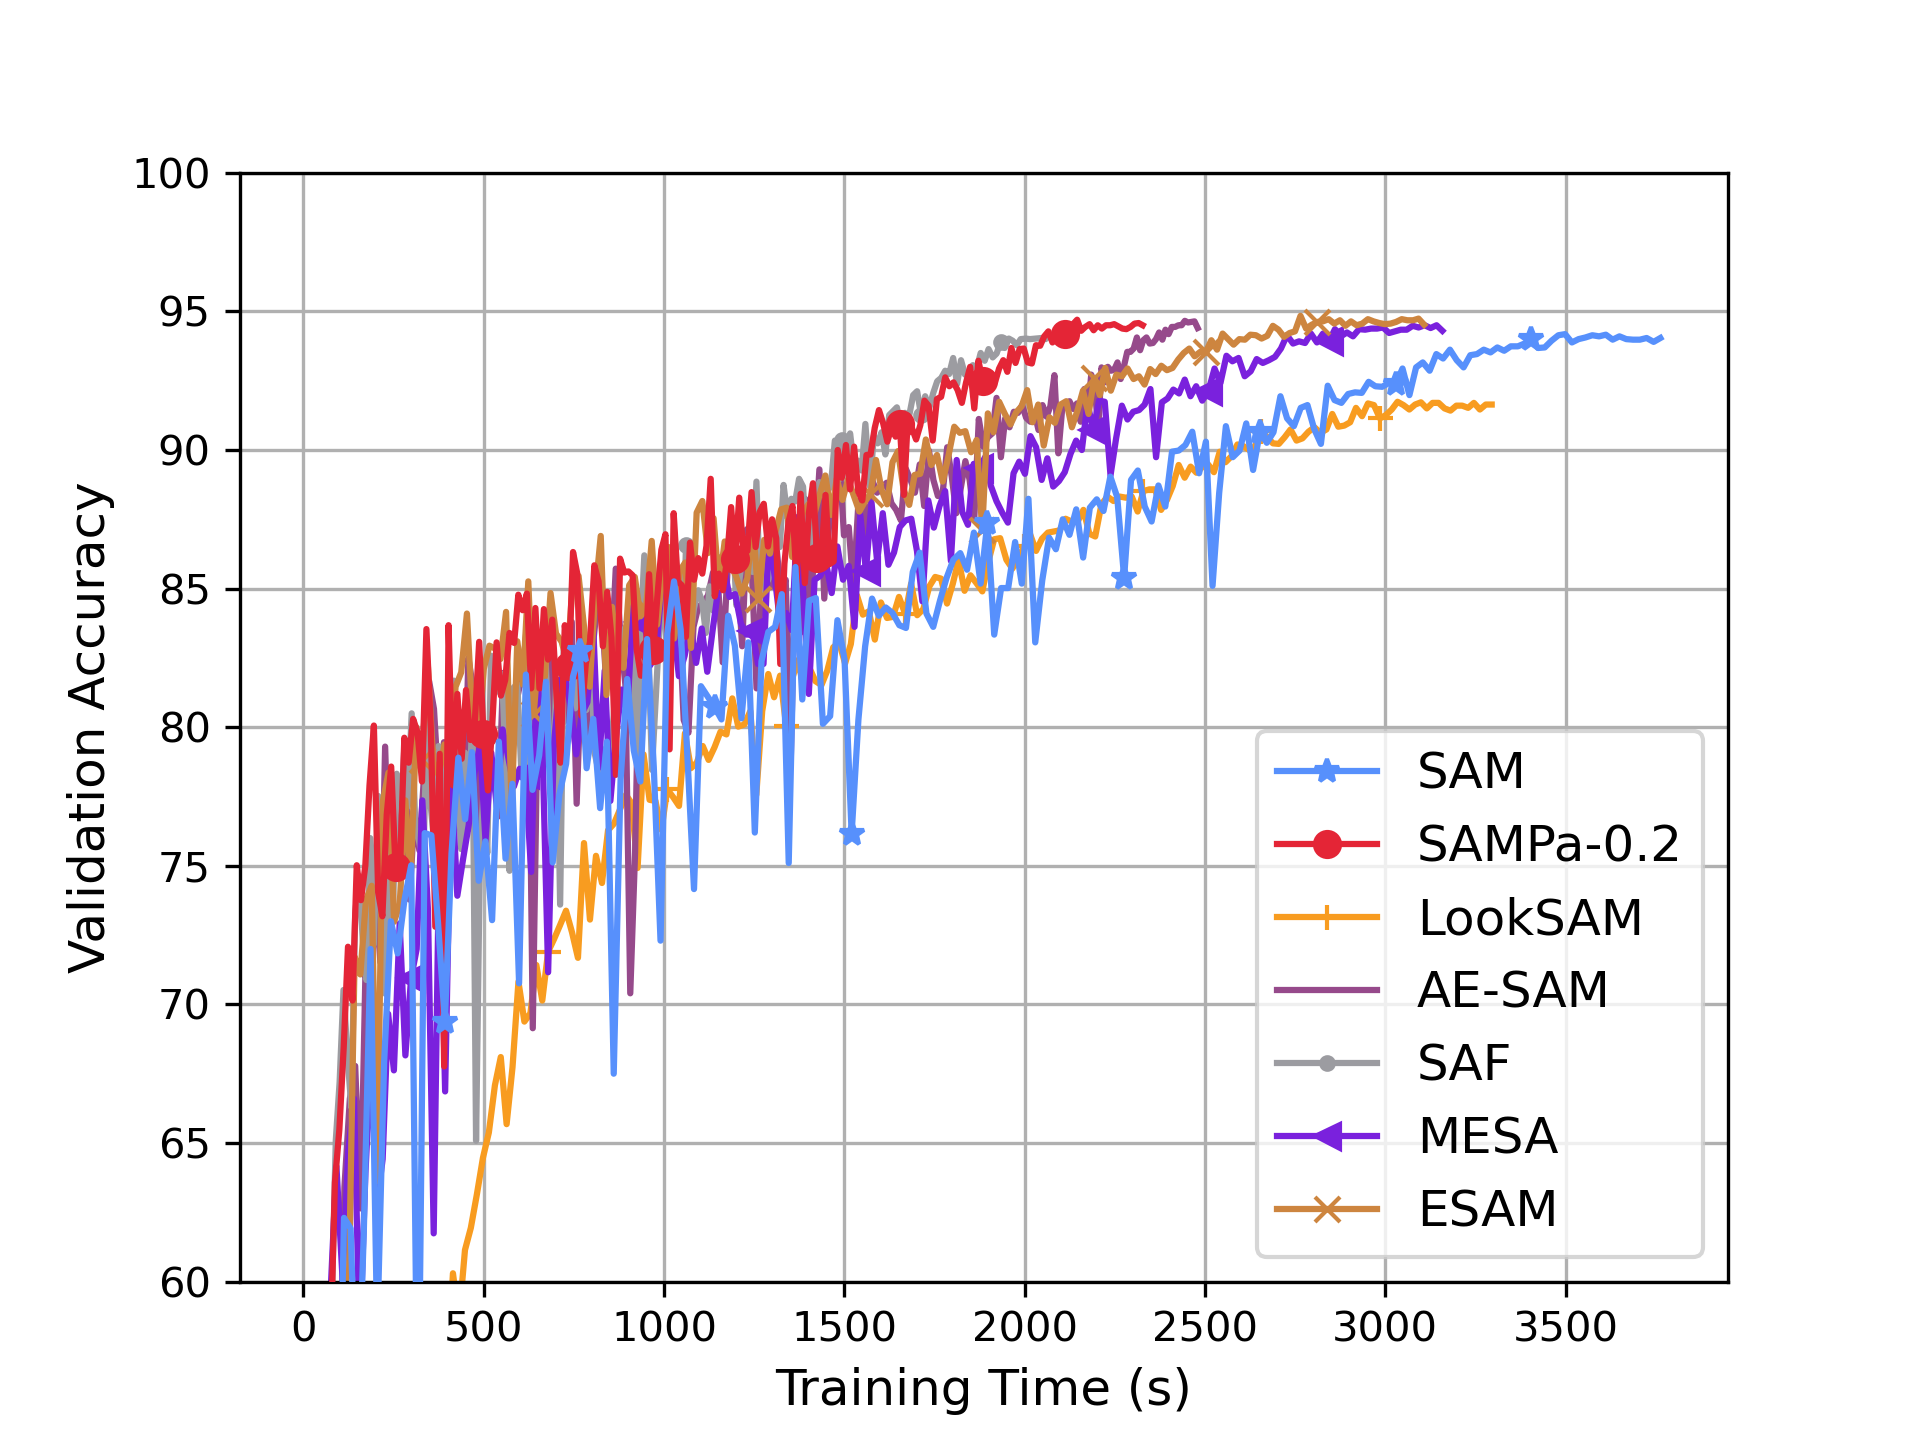 100
95
90
85
80
75
70
65
60
Validation Accuracy
SAM
SAMPa-0.2
LookSAM
AE-SAM
SAF
MESA
ESAM
0 500 1000 1500 2000 2500 3000 3500
Training Time (s)